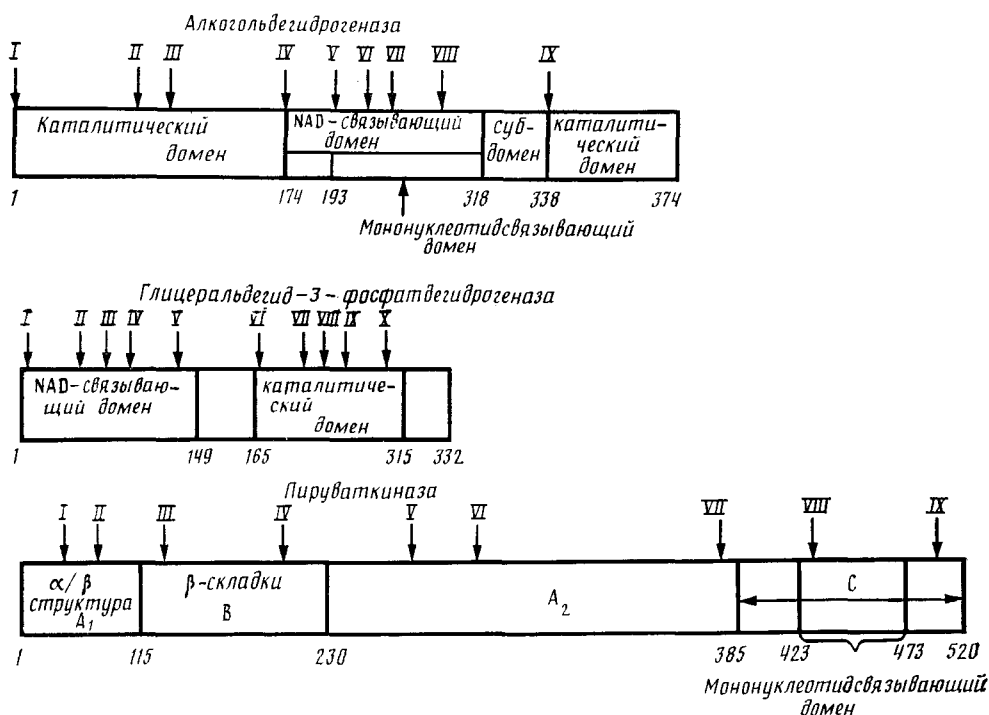 Алкогольдегидрогеназа
I II III IV V VI VII VIII IX
Каталитический
домен
NAD-связывающий
домен
суб-
домен
каталити-
ческий
домен
1 174 193 318 338 374
Мононуклеотидсвязывающий
домен
Глицеральдегид-3-фосфатдегидрогеназа
I II III IV V VI VII VIII IX X
NAD-связываю-
щий домен
каталитиче-
ский
домен
1 149 165 315 332
Пируваткиназа
I II III IV V VI VII VIII IX
α/β
структура
A₁
β-складки
B
A₂
C
1 115 230 385 423 473 520
Мононуклеотидсвязывающий
домен